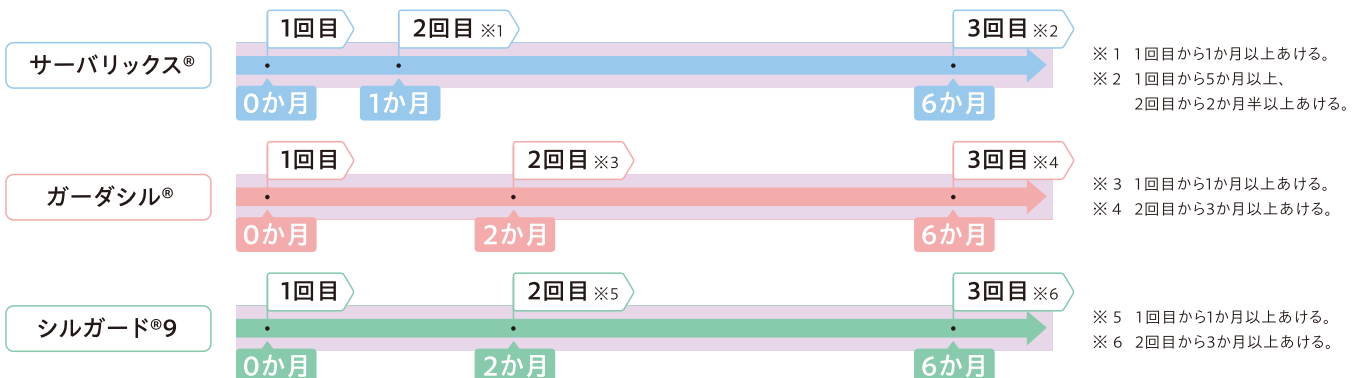 1回目
2回目 ※1
3回目 ※2
サーバリックス®
0か月
1か月
6か月
※1 1回目から1か月以上あける。
※2 1回目から5か月以上、
2回目から2か月半以上あける。
1回目
2回目 ※3
3回目 ※4
ガーダシル®
0か月
2か月
6か月
※3 1回目から1か月以上あける。
※4 2回目から3か月以上あける。
1回目
2回目 ※5
3回目 ※6
シルガード®9
0か月
2か月
6か月
※5 1回目から1か月以上あける。
※6 2回目から3か月以上あける。